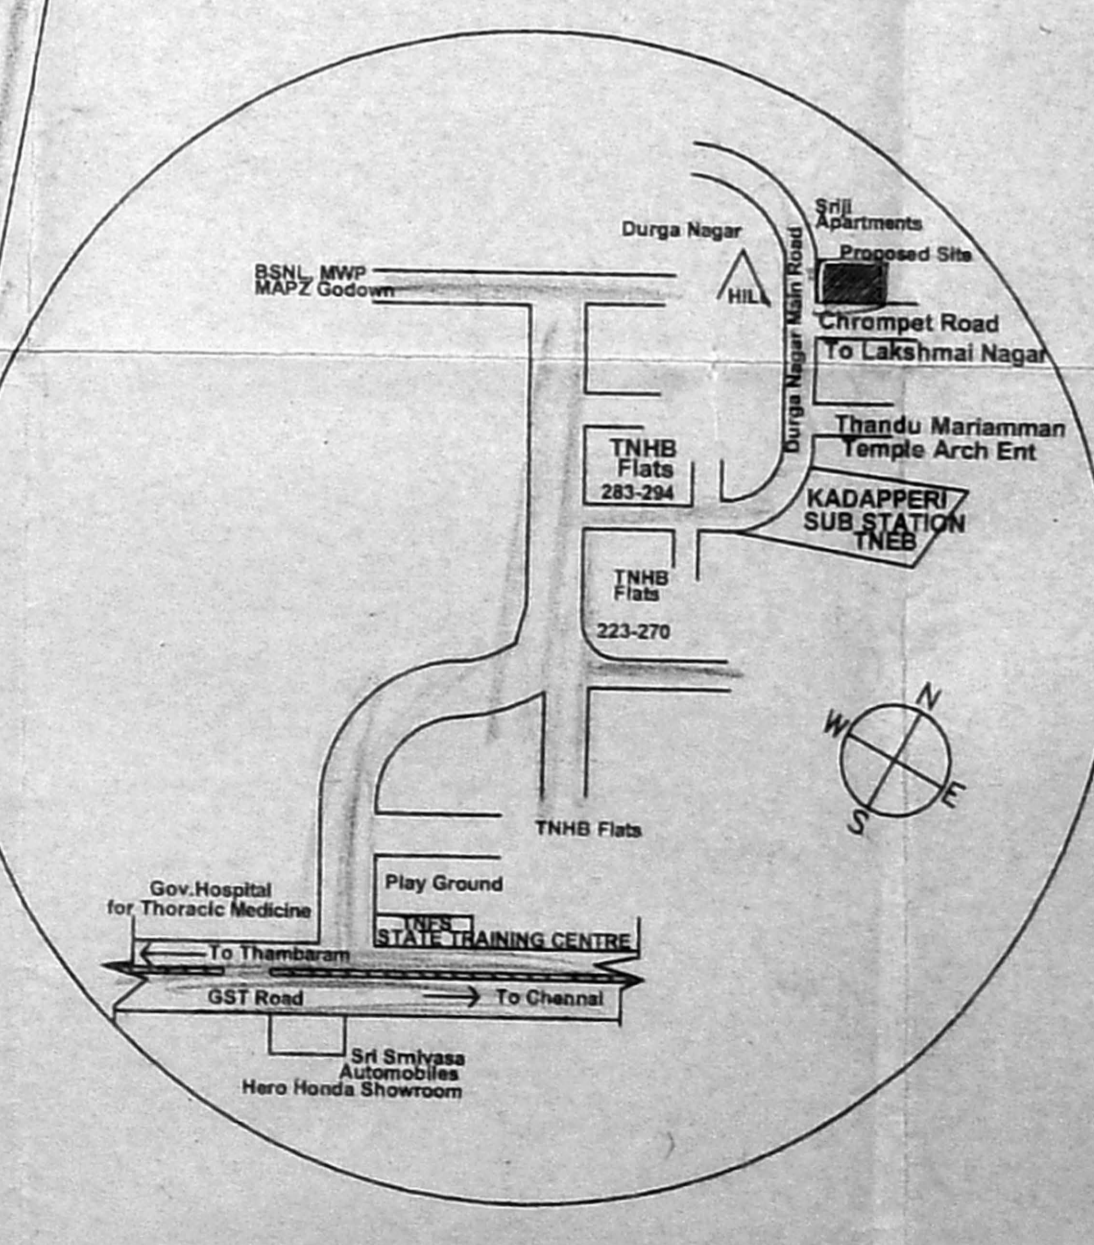 Sriji
Apartments
Durga Nagar
Proposed Site
BSNL, MWP
MAPZ Godown
HILL
Durga Nagar Main Road
Chrompet Road
To Lakshmai Nagar
Thandu Mariamman
Temple Arch Ent
TNHB
Flats
283-294
KADAPPERI
SUB STATION
TNEB
TNHB
Flats
223-270
N
W
E
S
TNHB Flats
Play Ground
Gov.Hospital
for Thoracic Medicine
TNFS
STATE TRAINING CENTRE
To Thambaram
GST Road
To Chennai
Sri Smivasa
Automobiles
Hero Honda Showroom